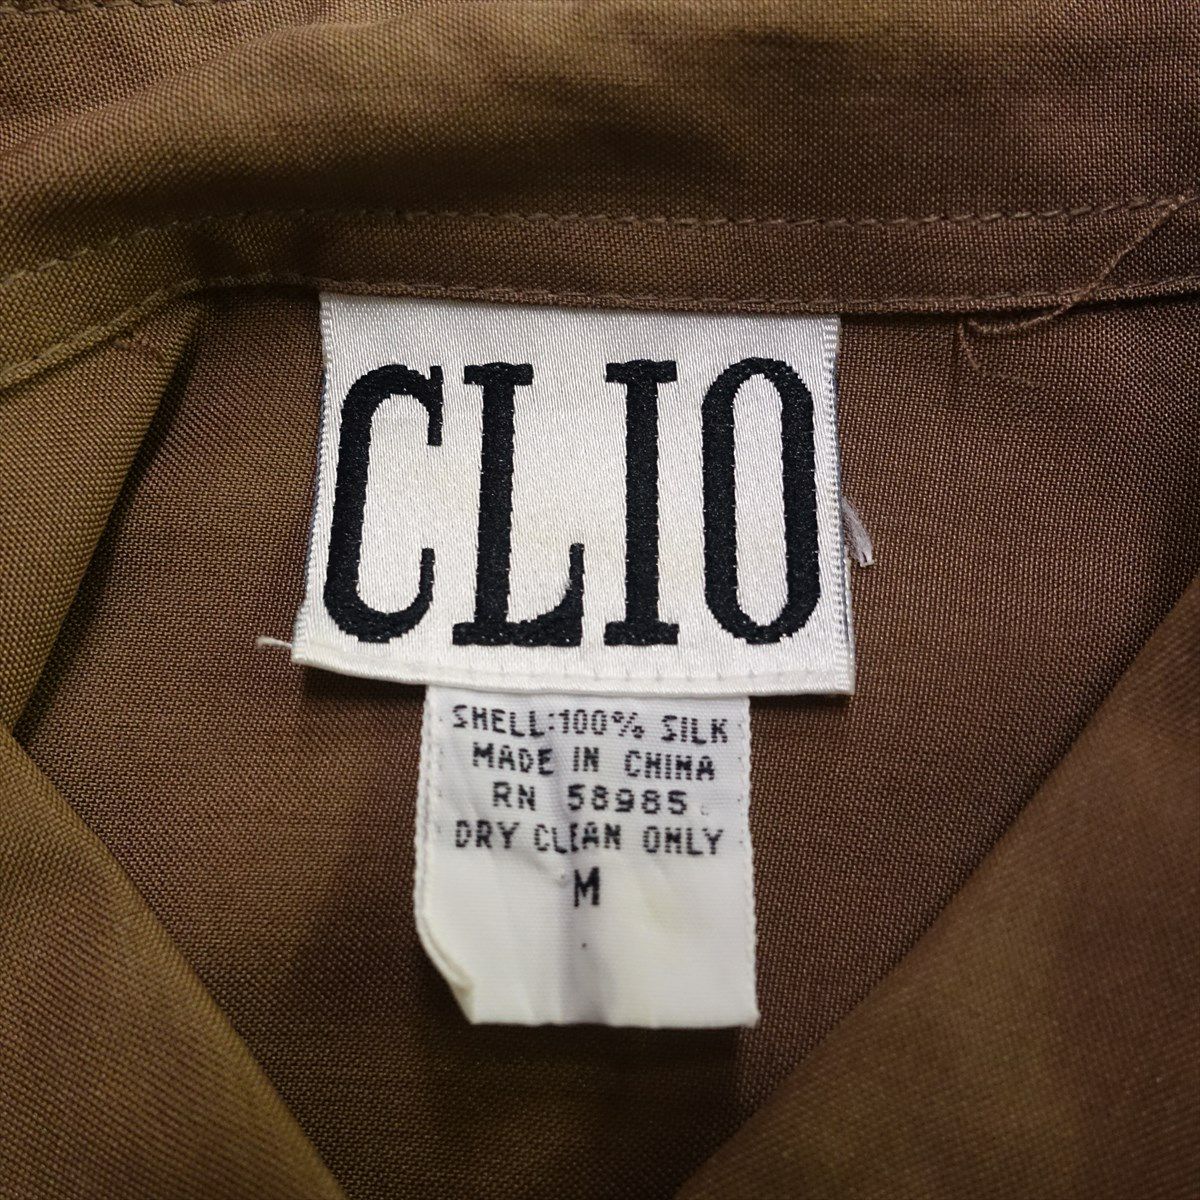 CLIO
SHELL:100% SILK
MADE IN CHINA
RN 58985
DRY CLEAN ONLY
M